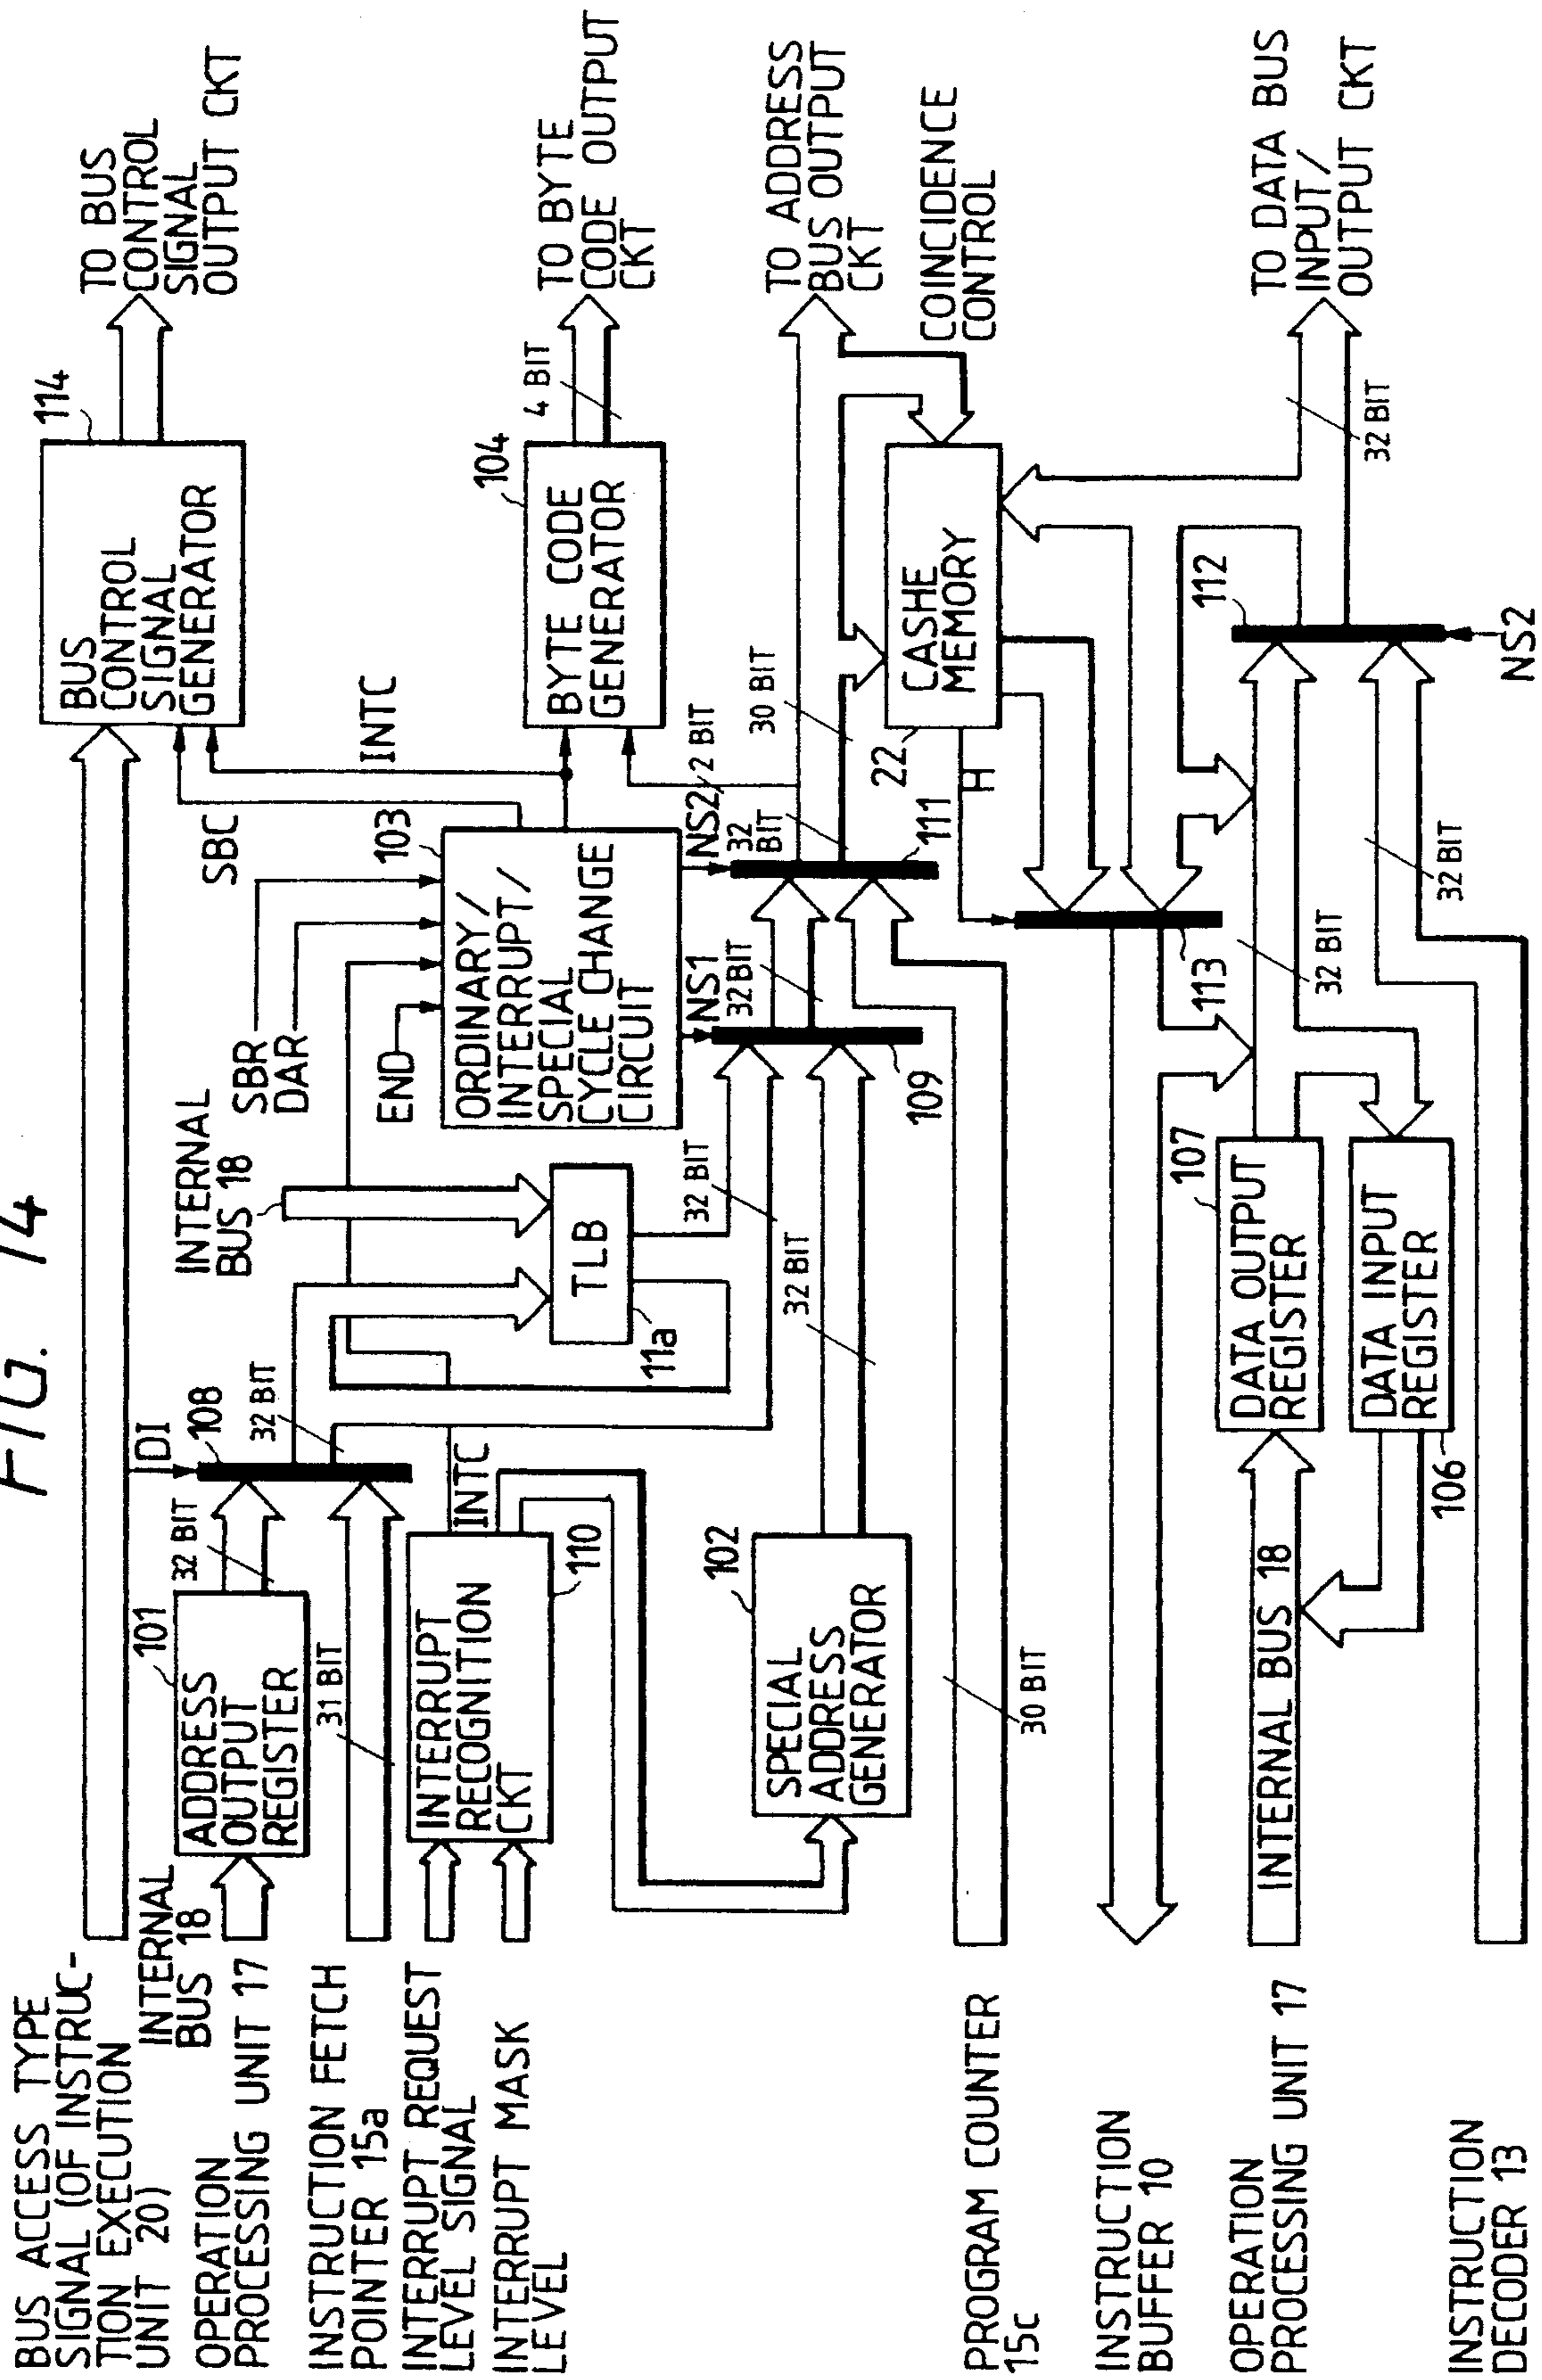 FIG. 14
BUS ACCESS TYPE
SIGNAL (OF INSTRUC-
TION EXECUTION
UNIT 20)
INTERNAL
BUS 18
OPERATION
PROCESSING UNIT 17
INSTRUCTION FETCH
POINTER 15a
INTERRUPT REQUEST
LEVEL SIGNAL
INTERRUPT MASK
LEVEL
PROGRAM COUNTER
15c
INSTRUCTION
BUFFER 10
OPERATION
PROCESSING UNIT 17
INSTRUCTION
DECODER 13
101
ADDRESS
OUTPUT
REGISTER
32 BIT
31 BIT
IDI
108
32 BIT
INTERRUPT
RECOGNITION
CKT
110
INTC
102
SPECIAL
ADDRESS
GENERATOR
32 BIT
30 BIT
INTERNAL BUS 18
INTERNAL
BUS 18
TLB
11a
32 BIT
SBR
DAR
END
103
ORDINARY/
INTERRUPT/
SPECIAL
CYCLE CHANGE
CIRCUIT
SBC
INTC
NS1
NS2
109
32 BIT
111
32
BIT
2 BIT
30 BIT
114
BUS
CONTROL
SIGNAL
GENERATOR
TO BUS
CONTROL
SIGNAL
OUTPUT CKT
104
BYTE CODE
GENERATOR
4 BIT
TO BYTE
CODE OUTPUT
CKT
TO ADDRESS
BUS OUTPUT
CKT
COINCIDENCE
CONTROL
22
CASHE
MEMORY
H
113
107
DATA OUTPUT
REGISTER
DATA INPUT
REGISTER
106
32 BIT
32 BIT
112
NS2
32 BIT
TO DATA BUS
INPUT/
OUTPUT CKT